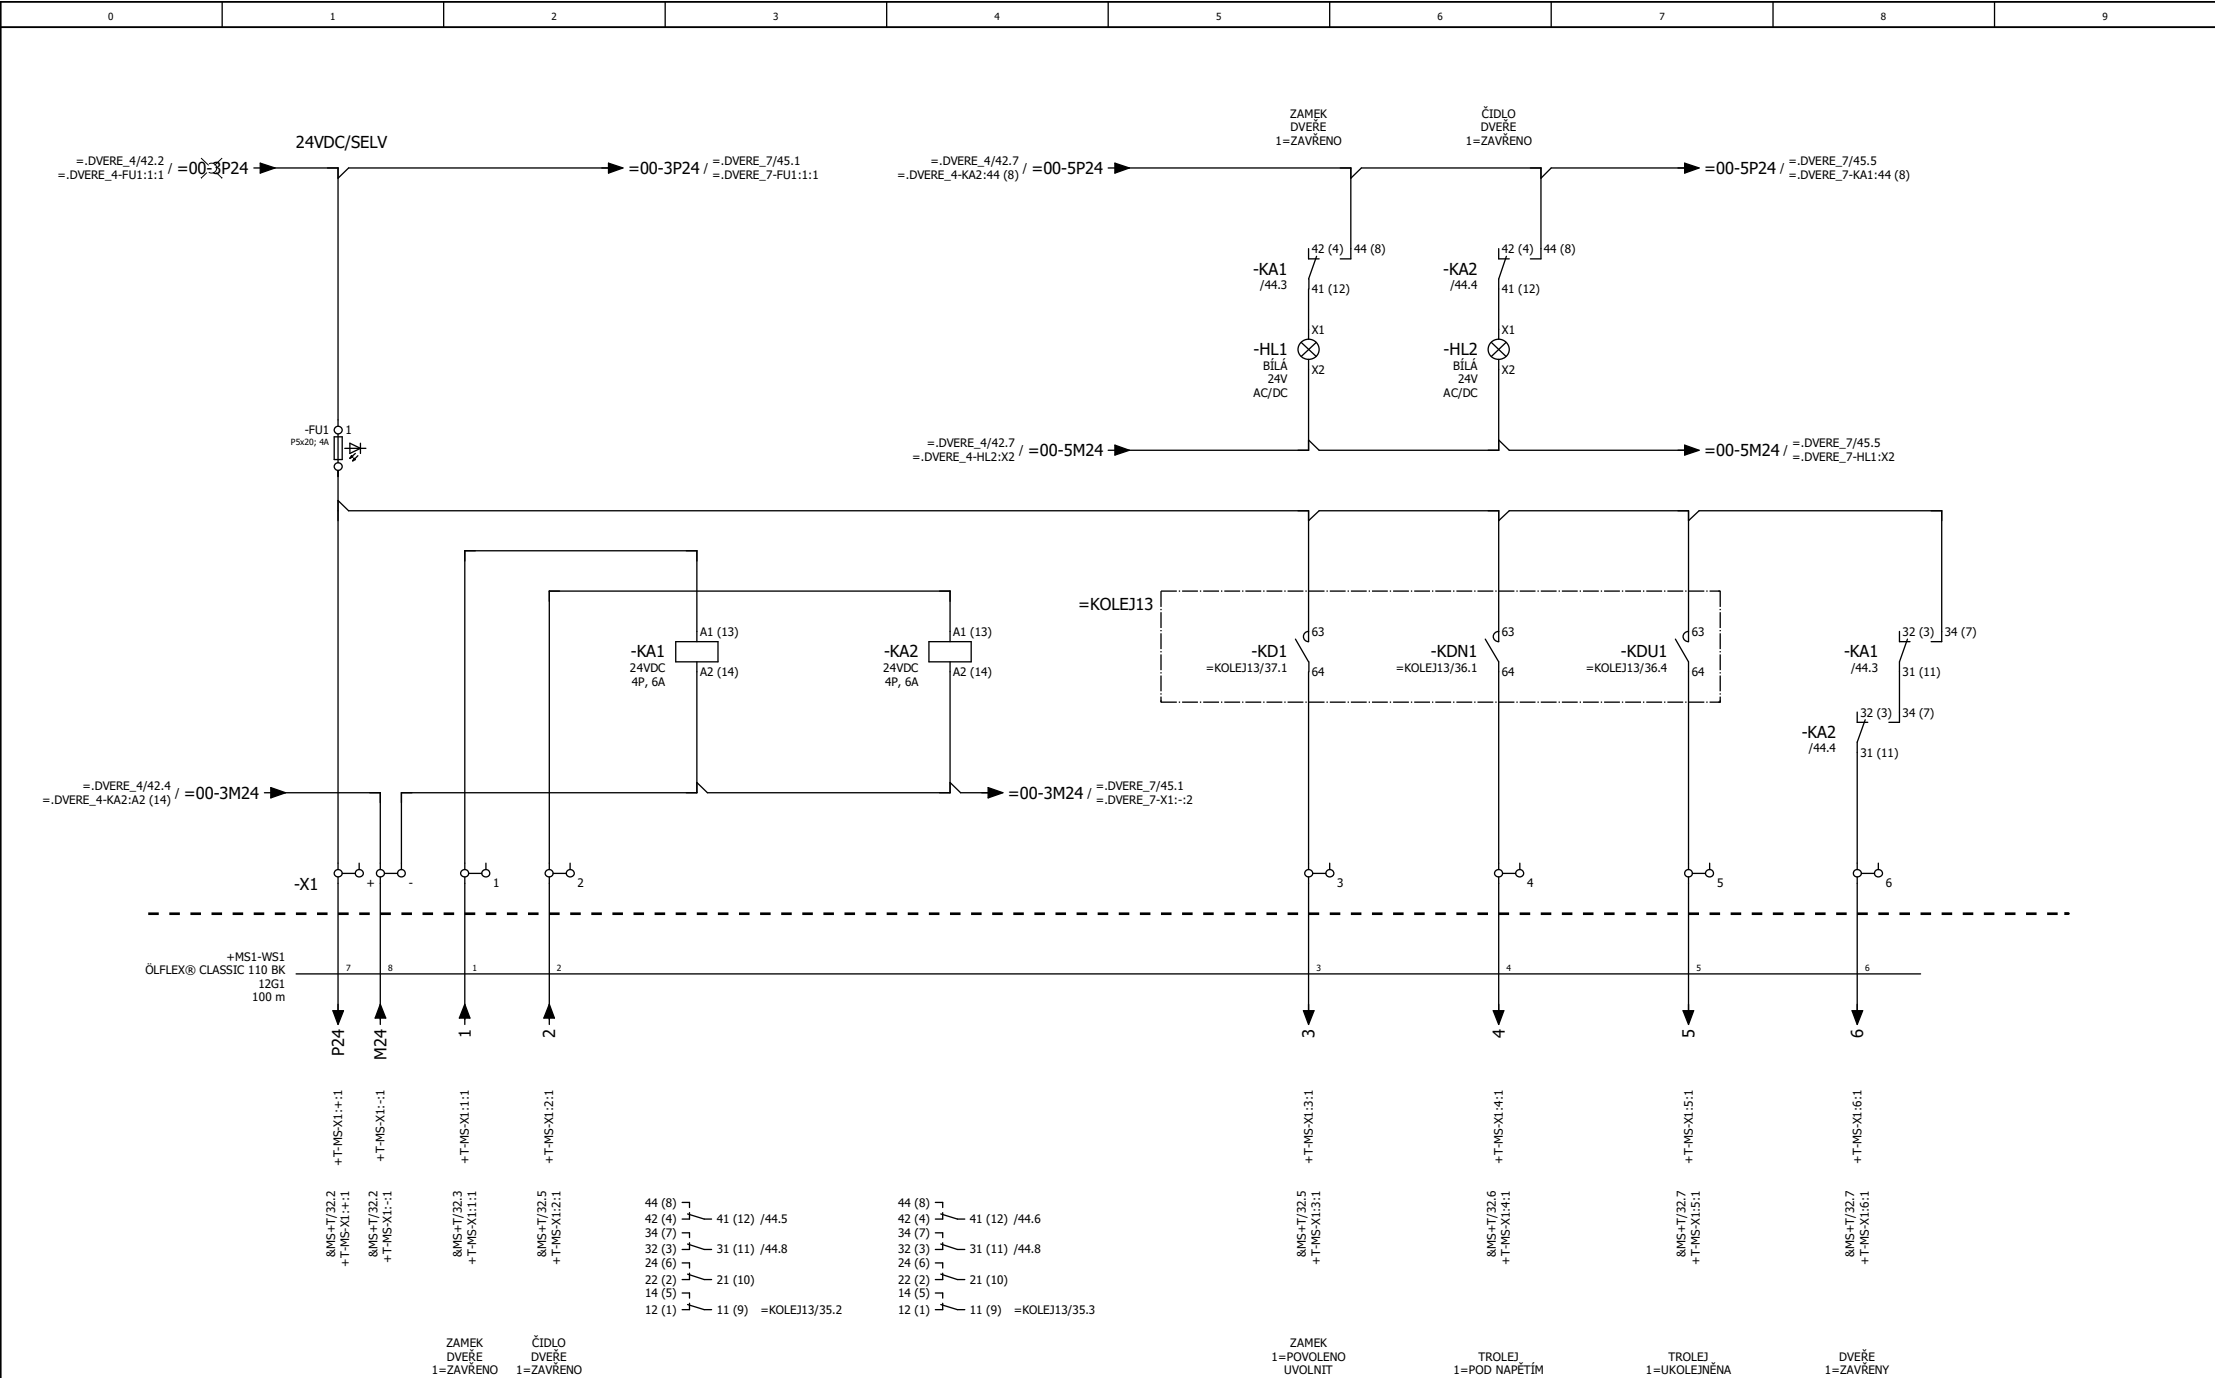 0 1 2 3 4 5 6 7 8 9
ZAMEK
DVEŘE
1=ZAVŘENO
ČIDLO
DVEŘE
1=ZAVŘENO
24VDC/SELV
=.DVERE_4/42.2
=.DVERE_4-FU1:1:1 / =00-3P24
=00-3P24 / =.DVERE_7/45.1
=.DVERE_7-FU1:1:1
=.DVERE_4/42.7
=.DVERE_4-KA2:44 (8) / =00-5P24
=00-5P24 / =.DVERE_7/45.5
=.DVERE_7-KA1:44 (8)
42 (4) 44 (8)
-KA1
/44.3
41 (12)
42 (4) 44 (8)
-KA2
/44.4
41 (12)
X1
-HL1
BÍLÁ
24V
AC/DC
X2
X1
-HL2
BÍLÁ
24V
AC/DC
X2
-FU1 1
P5x20; 4A
=.DVERE_4/42.7
=.DVERE_4-HL2:X2 / =00-5M24
=00-5M24 / =.DVERE_7/45.5
=.DVERE_7-HL1:X2
A1 (13)
-KA1
24VDC
4P, 6A
A2 (14)
A1 (13)
-KA2
24VDC
4P, 6A
A2 (14)
=KOLEJ13
63
-KD1
=KOLEJ13/37.1
64
63
-KDN1
=KOLEJ13/36.1
64
63
-KDU1
=KOLEJ13/36.4
64
32 (3) 34 (7)
-KA1
/44.3
31 (11)
32 (3) 34 (7)
-KA2
/44.4
31 (11)
=.DVERE_4/42.4
=.DVERE_4-KA2:A2 (14) / =00-3M24
=00-3M24 / =.DVERE_7/45.1
=.DVERE_7-X1:-:2
-X1 + - 1 2 3 4 5 6
+MS1-WS1
ÖLFLEX® CLASSIC 110 BK
12G1
100 m
7 8 1 2 3 4 5 6
P24 M24 1 2 3 4 5 6
+T-MS-X1:+:1
+T-MS-X1:-:1
+T-MS-X1:1:1
+T-MS-X1:2:1
+T-MS-X1:3:1
+T-MS-X1:4:1
+T-MS-X1:5:1
+T-MS-X1:6:1
&MS+T/32.2
+T-MS-X1:+:1
&MS+T/32.2
+T-MS-X1:-:1
&MS+T/32.3
+T-MS-X1:1:1
&MS+T/32.5
+T-MS-X1:2:1
44 (8)
42 (4) 41 (12) /44.5
34 (7)
32 (3) 31 (11) /44.8
24 (6)
22 (2) 21 (10)
14 (5)
12 (1) 11 (9) =KOLEJ13/35.2
44 (8)
42 (4) 41 (12) /44.6
34 (7)
32 (3) 31 (11) /44.8
24 (6)
22 (2) 21 (10)
14 (5)
12 (1) 11 (9) =KOLEJ13/35.3
&MS+T/32.5
+T-MS-X1:3:1
&MS+T/32.6
+T-MS-X1:4:1
&MS+T/32.7
+T-MS-X1:5:1
&MS+T/32.7
+T-MS-X1:6:1
ZAMEK
DVEŘE
1=ZAVŘENO
ČIDLO
DVEŘE
1=ZAVŘENO
ZAMEK
1=POVOLENO
UVOLNIT
TROLEJ
1=POD NAPĚTÍM
TROLEJ
1=UKOLEJNĚNA
DVEŘE
1=ZAVŘENY